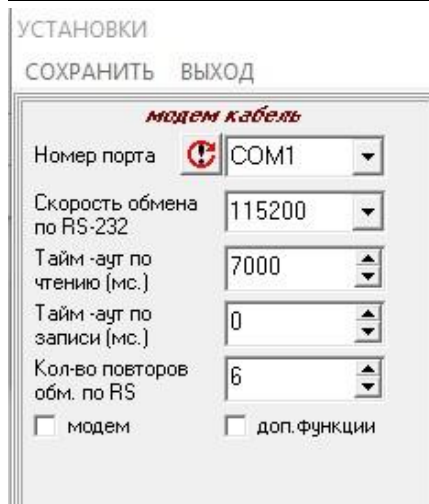 УСТАНОВКИ
СОХРАНИТЬ ВЫХОД
модем кабель
Номер порта COM1
Скорость обмена
по RS-232
115200
Тайм -аут по
чтению (мс.)
7000
Тайм -аут по
записи (мс.)
0
Кол-во повторов
обм. по RS
6
модем доп.функции